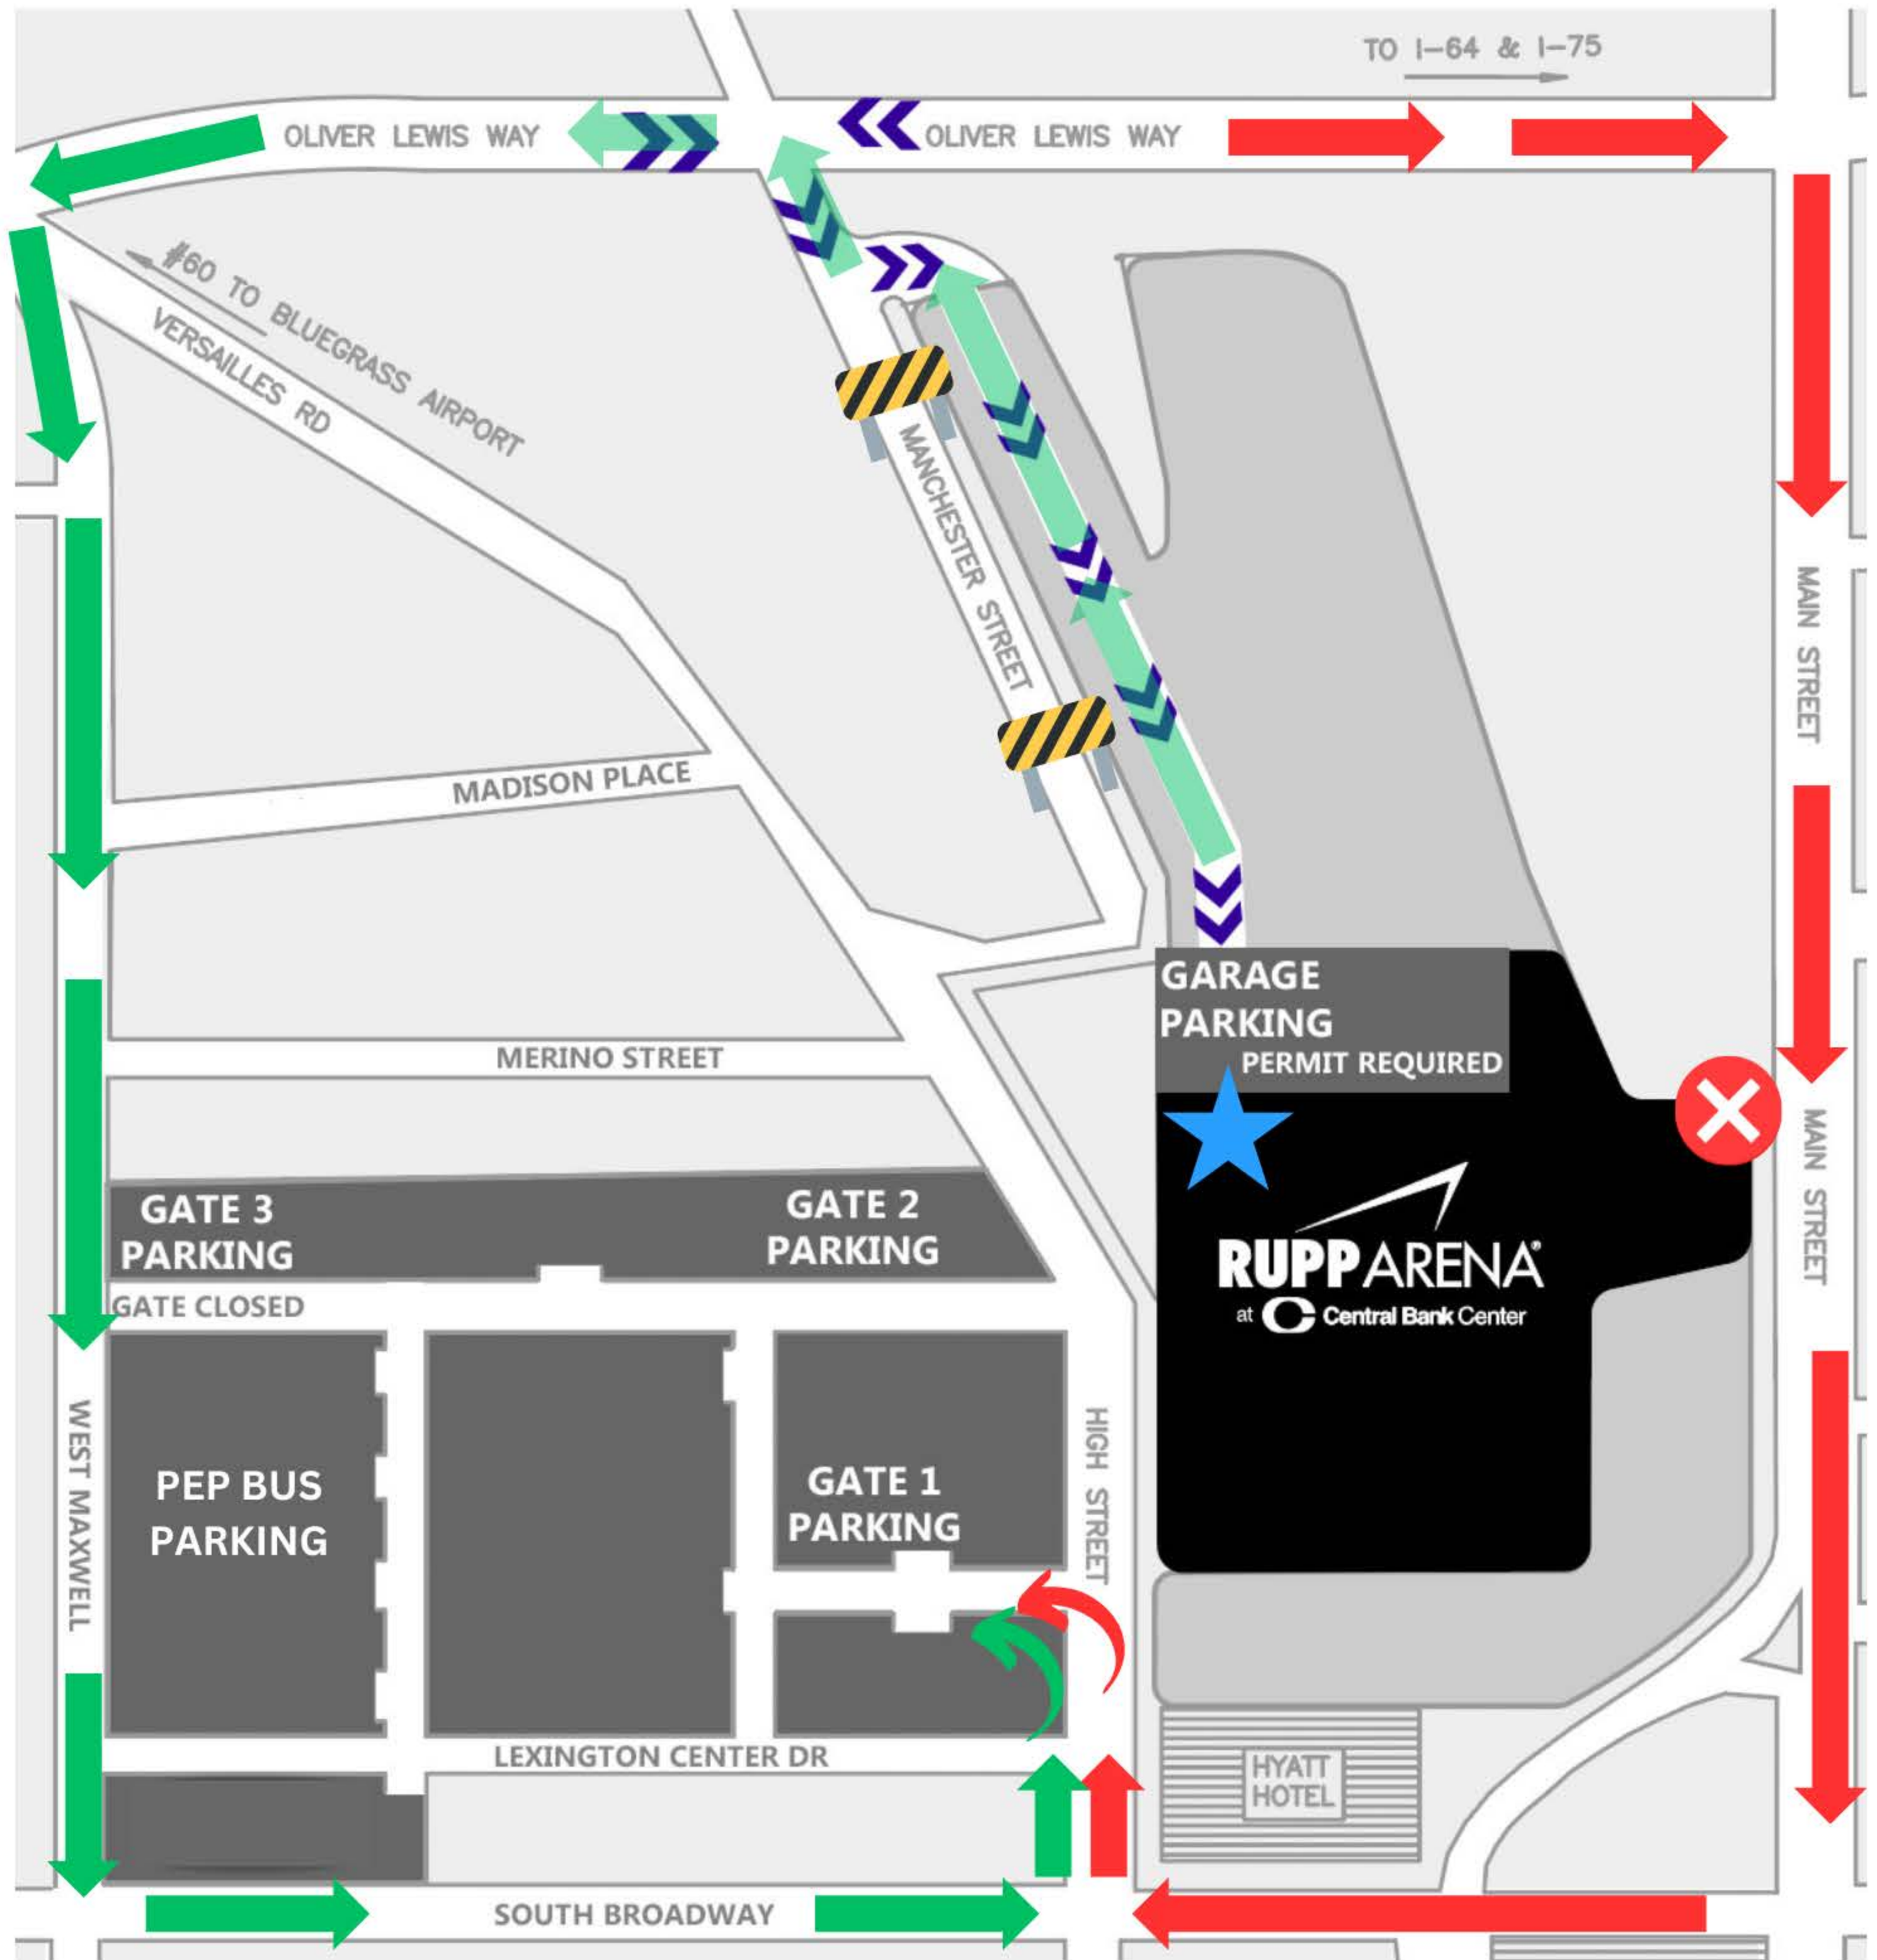 TO I-64 & I-75
OLIVER LEWIS WAY
OLIVER LEWIS WAY
#60 TO BLUEGRASS AIRPORT
VERSAILLES RD
MANCHESTER STREET
MAIN STREET
MADISON PLACE
GARAGE
PARKING
PERMIT REQUIRED
MERINO STREET
MAIN STREET
GATE 3
PARKING
GATE 2
PARKING
RUPP ARENA®
at Central Bank Center
GATE CLOSED
WEST MAXWELL
PEP BUS
PARKING
GATE 1
PARKING
HIGH STREET
LEXINGTON CENTER DR
HYATT
HOTEL
SOUTH BROADWAY